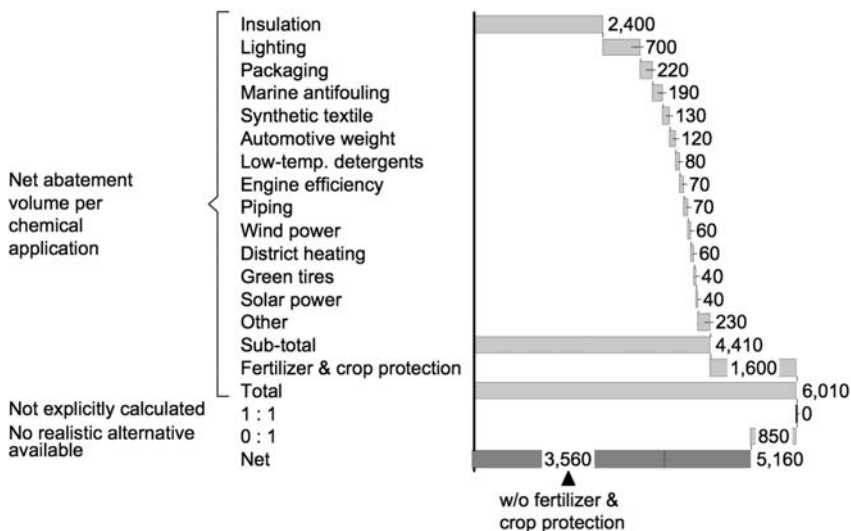 Insulation 2,400
Lighting 700
Packaging 220
Marine antifouling 190
Synthetic textile 130
Automotive weight 120
Low-temp. detergents 80
Engine efficiency 70
Piping 70
Wind power 60
District heating 60
Green tires 40
Solar power 40
Other 230
Sub-total 4,410
Fertilizer & crop protection 1,600
Total 6,010
Net abatement
volume per
chemical
application
Not explicitly calculated
1 : 1 0
No realistic alternative
available
0 : 1 850
Net 3,560 5,160
w/o fertilizer &
crop protection